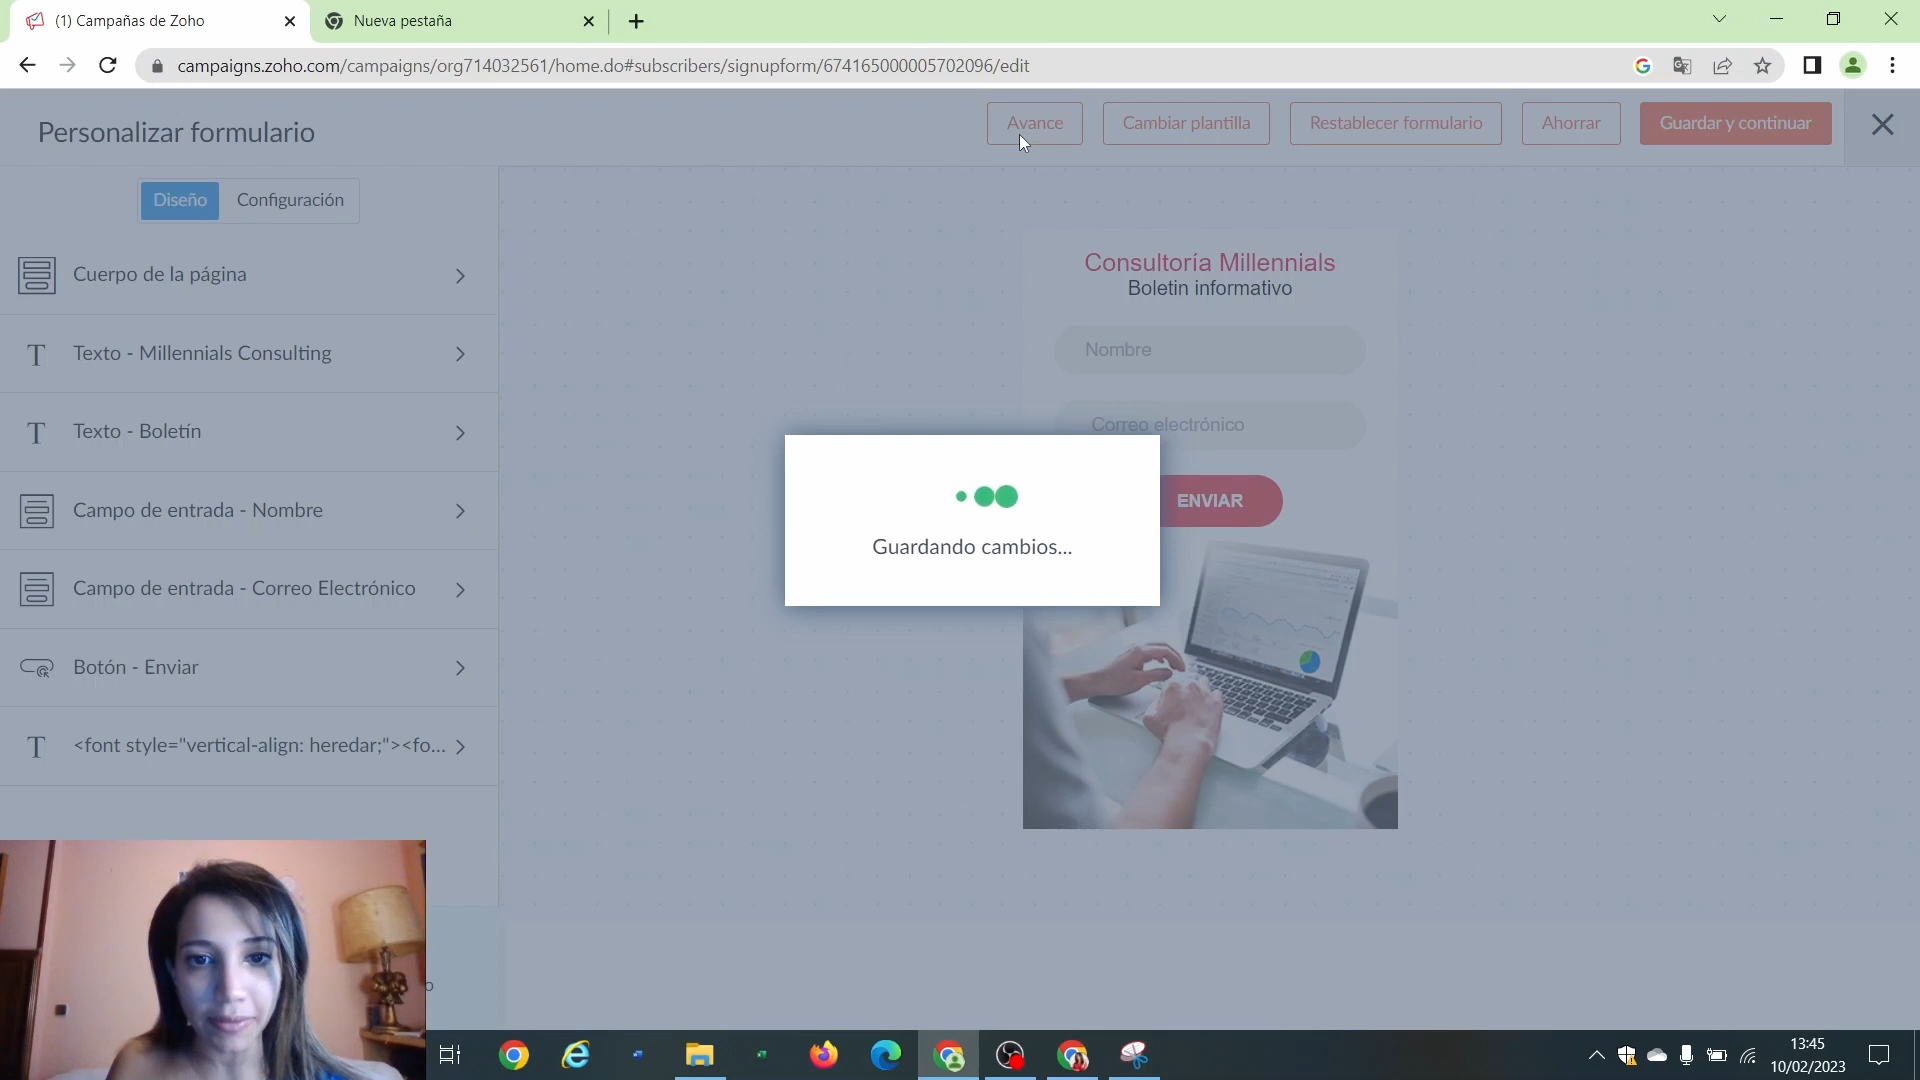 (1) Campañas de Zoho
Nueva pestaña
campaigns.zoho.com/campaigns/org714032561/home.do#subscribers/signupform/674165000005702096/edit
Personalizar formulario
Avance
Cambiar plantilla
Restablecer formulario
Ahorrar
Guardar y continuar
Diseño
Configuración
Cuerpo de la página
Texto - Millennials Consulting
Texto - Boletín
Campo de entrada - Nombre
Campo de entrada - Correo Electrónico
Botón - Enviar
<font style="vertical-align: heredar;"><fo...
Consultoría Millennials
Boletin informativo
Nombre
Correo electrónico
ENVIAR
Guardando cambios...
o
13:45
10/02/2023